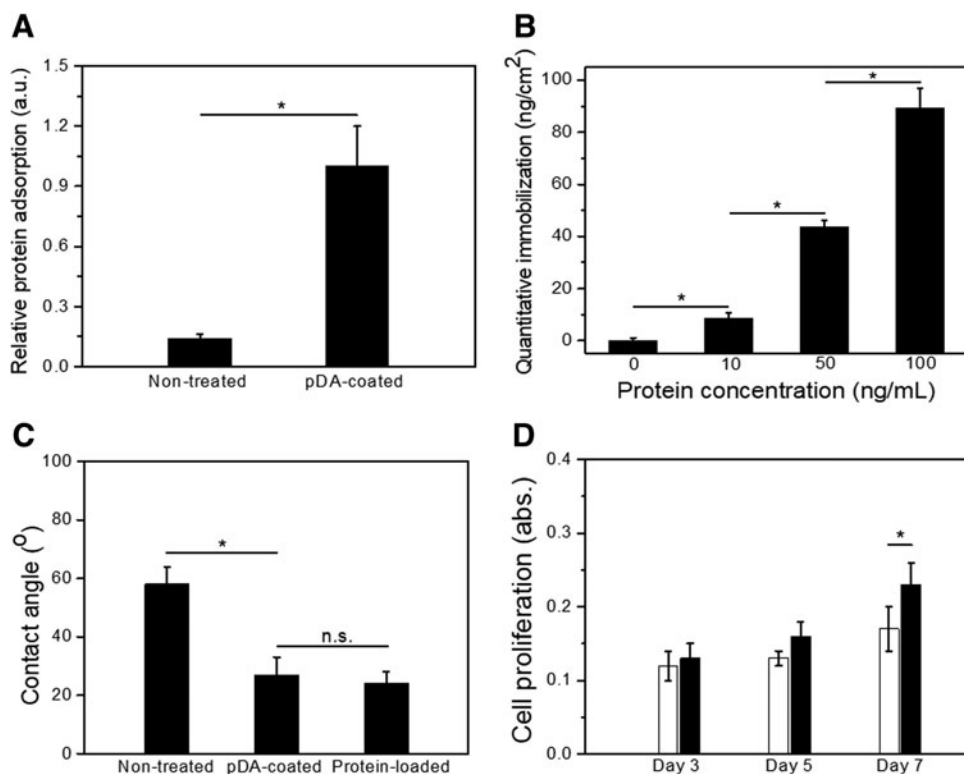 A
Relative protein adsorption (a.u.)
1.5
1.2
0.9
0.6
0.3
0.0
*
Non-treated pDA-coated
B
Quantitative immobilization (ng/cm²)
100
80
60
40
20
0
*
*
*
0 10 50 100
Protein concentration (ng/mL)
C
Contact angle (º)
100
80
60
40
20
0
*
n.s.
Non-treated pDA-coated Protein-loaded
D
Cell proliferation (abs.)
0.4
0.3
0.2
0.1
0.0
*
Day 3 Day 5 Day 7